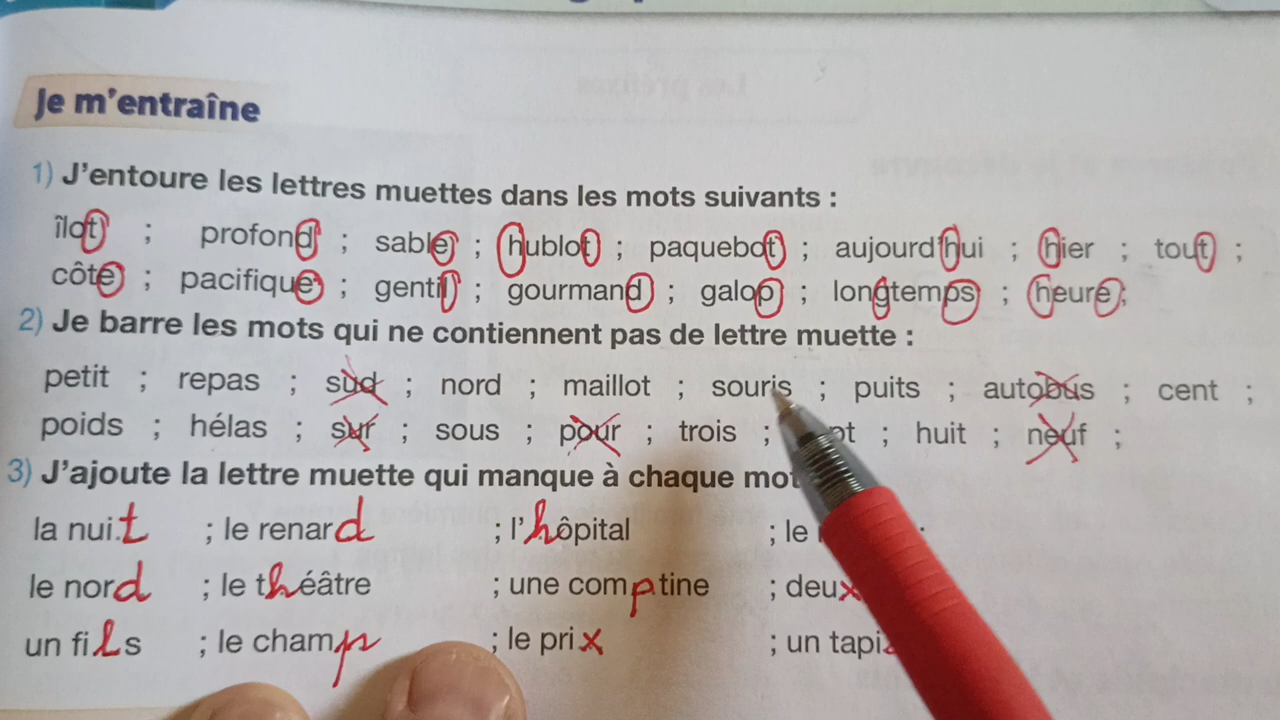 Je m'entraîne
1) J'entoure les lettres muettes dans les mots suivants :
îlot ; profond ; sable ; hublot ; paquebot ; aujourd'hui ; hier ; tout ;
côte ; pacifique ; gentil ; gourmand ; galop ; longtemps ; heure ;
2) Je barre les mots qui ne contiennent pas de lettre muette :
petit ; repas ; sud ; nord ; maillot ; souris ; puits ; autobus ; cent ;
poids ; hélas ; sur ; sous ; pour ; trois ; pt ; huit ; neuf ;
3) J'ajoute la lettre muette qui manque à chaque mot
la nuit ; le renard ; l'hôpital ; le
le nord ; le théâtre ; une comptine ; deux
un fils ; le champ ; le prix ; un tapis